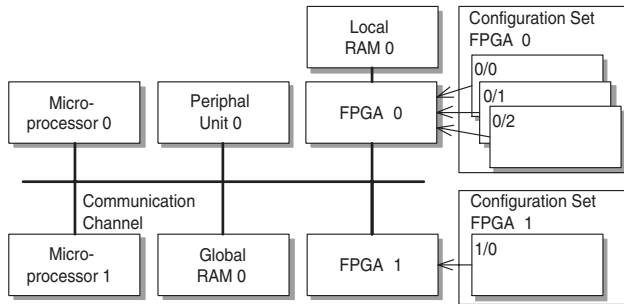 Local
RAM 0
Configuration Set
FPGA 0
0/0
0/1
0/2
Micro-
processor 0
Periphal
Unit 0
FPGA 0
Communication
Channel
Micro-
processor 1
Global
RAM 0
FPGA 1
Configuration Set
FPGA 1
1/0